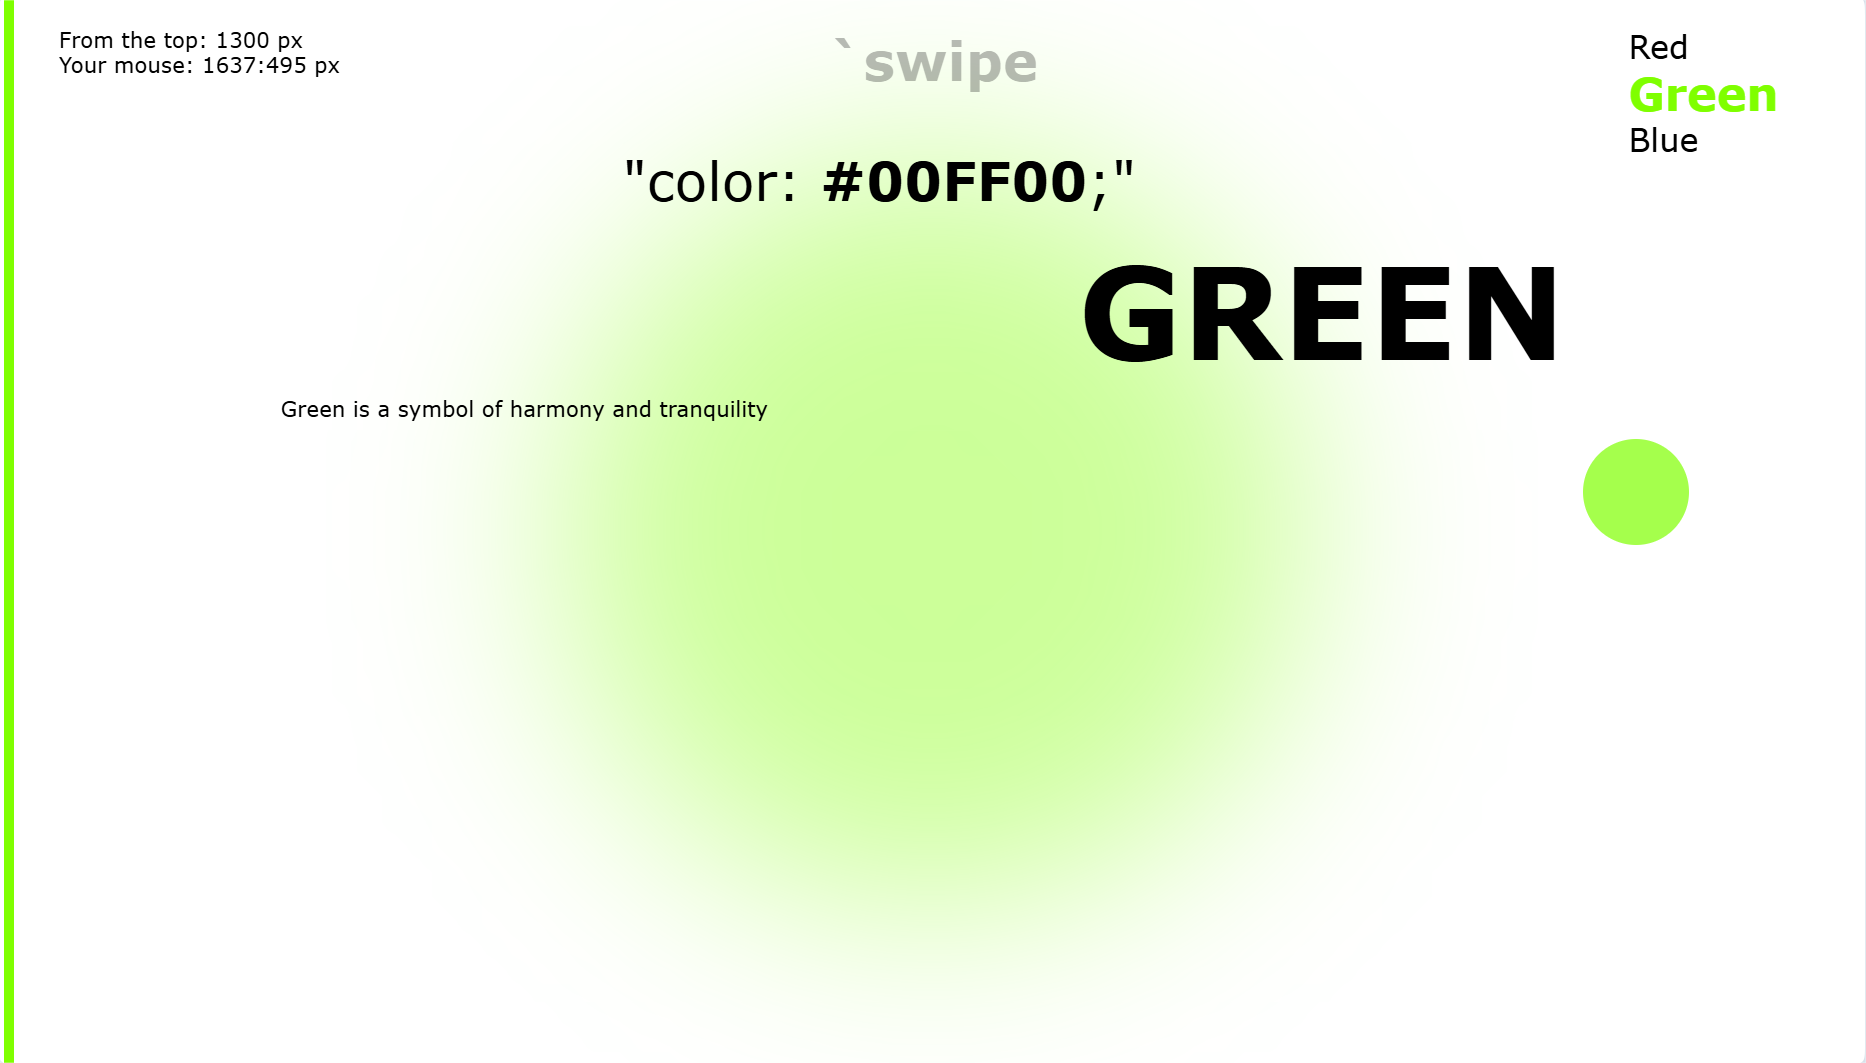 From the top: 1300 px
Your mouse: 1637:495 px
`swipe
Red
Green
Blue
"color: #00FF00;"
GREEN
Green is a symbol of harmony and tranquility